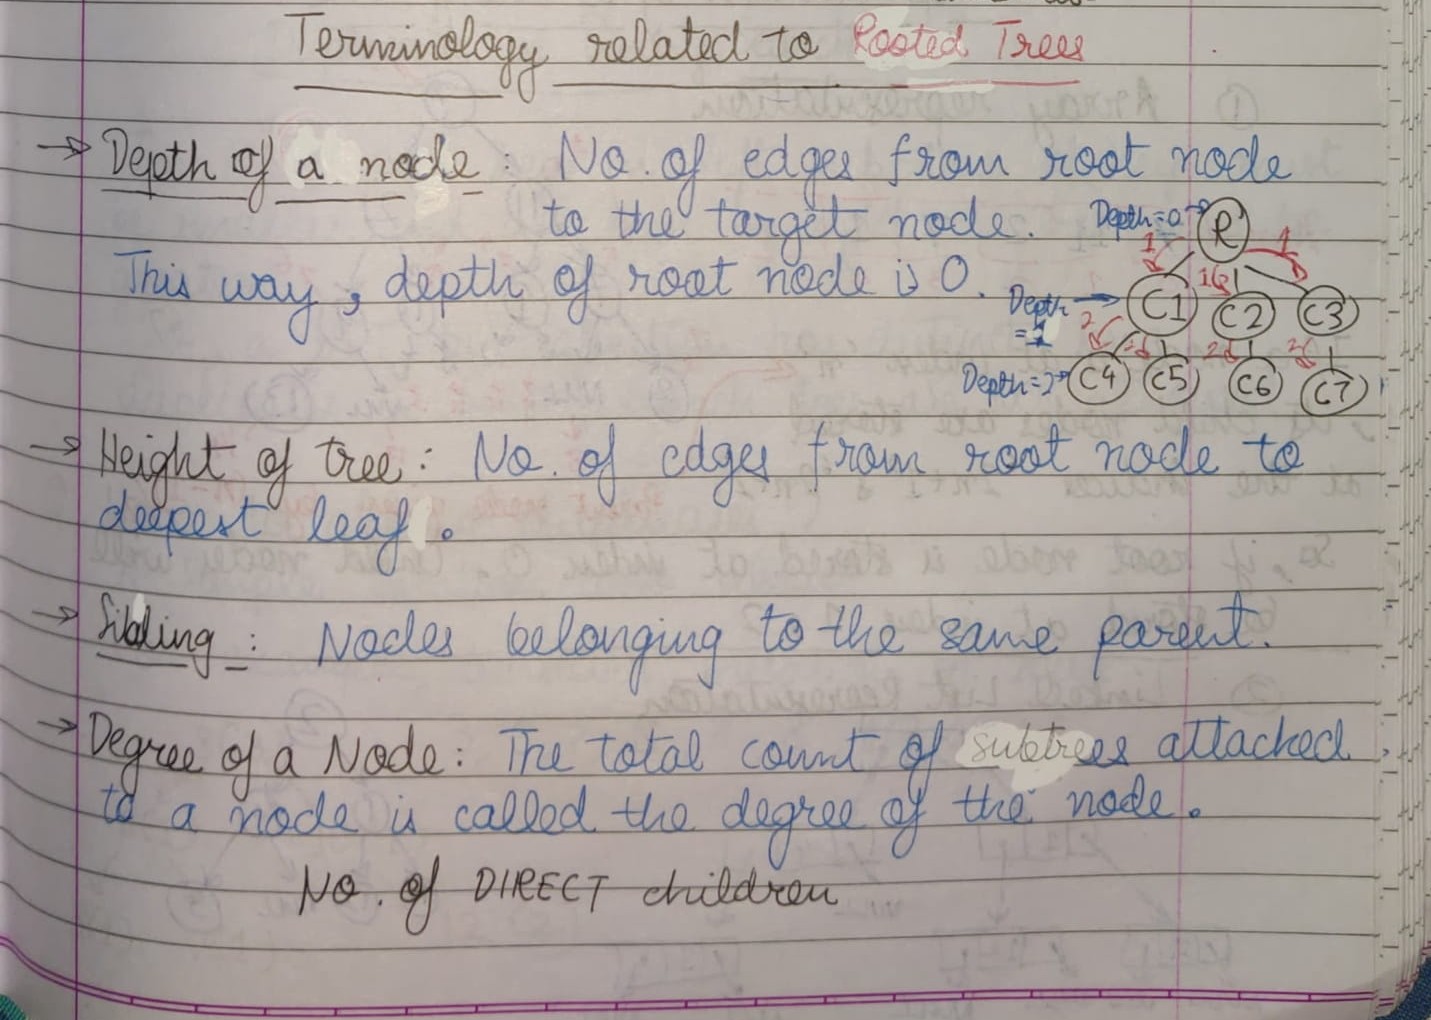 Terminology related to Rooted Trees
→ Depth of a node : No. of edges from root node
to the target node.
This way, depth of root node is 0.
Depth=0 → R
1 1 1
Depth = 1 → C1 C2 C3
2 2 2 2
Depth=2 → C4 C5 C6 C7
→ Height of tree : No. of edges from root node to
deepest leaf .
→ Sibling : Nodes belonging to the same parent.
→ Degree of a Node : The total count of subtrees attached
to a node is called the degree of the node.
No. of DIRECT children